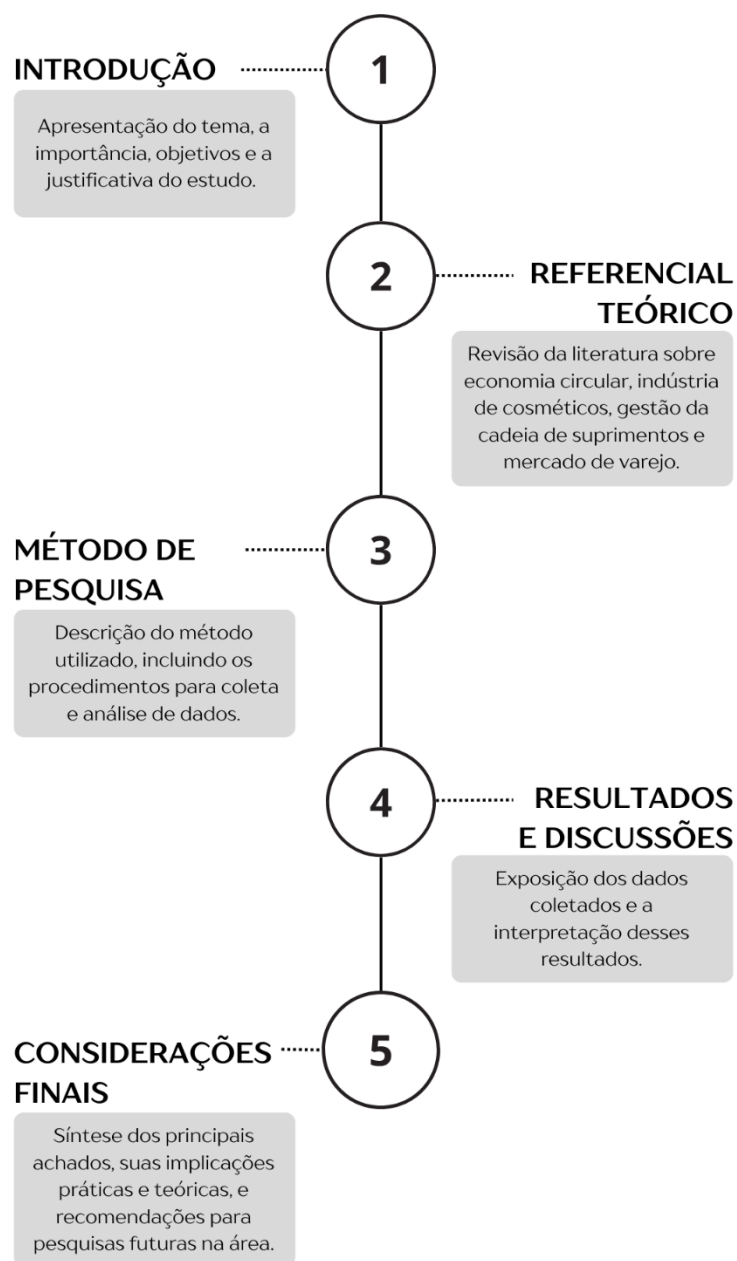 1
INTRODUÇÃO
Apresentação do tema, a
importância, objetivos e a
justificativa do estudo.
2
REFERENCIAL
TEÓRICO
Revisão da literatura sobre
economia circular, indústria
de cosméticos, gestão da
cadeia de suprimentos e
mercado de varejo.
3
MÉTODO DE
PESQUISA
Descrição do método
utilizado, incluindo os
procedimentos para coleta
e análise de dados.
4
RESULTADOS
E DISCUSSÕES
Exposição dos dados
coletados e a
interpretação desses
resultados.
5
CONSIDERAÇÕES
FINAIS
Síntese dos principais
achados, suas implicações
práticas e teóricas, e
recomendações para
pesquisas futuras na área.